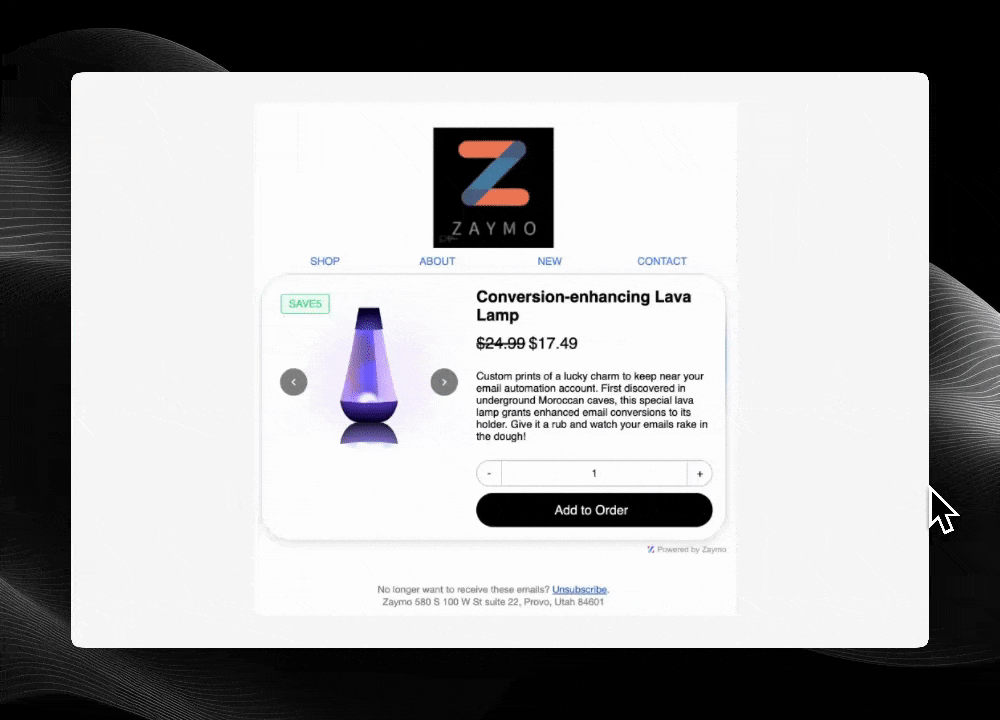 ZAYMO
SHOP ABOUT NEW CONTACT
SAVE5
Conversion-enhancing Lava
Lamp
$24.99 $17.49
Custom prints of a lucky charm to keep near your
email automation account. First discovered in
underground Moroccan caves, this special lava
lamp grants enhanced email conversions to its
holder. Give it a rub and watch your emails rake in
the dough!
- 1 +
Add to Order
Powered by Zaymo
No longer want to receive these emails? Unsubscribe.
Zaymo 580 S 100 W St suite 22, Provo, Utah 84601